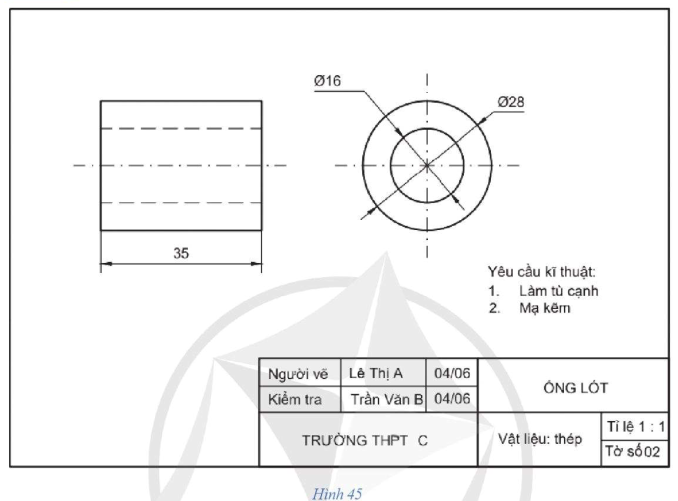 Ø16
Ø28
35
Yêu cầu kĩ thuật:
1. Làm tù cạnh
2. Mạ kẽm
Người vẽ Lê Thị A 04/06
Kiểm tra Trần Văn B 04/06
ỐNG LÓT
TRƯỜNG THPT C
Vật liệu: thép
Tỉ lệ 1 : 1
Tờ số 02
Hình 45